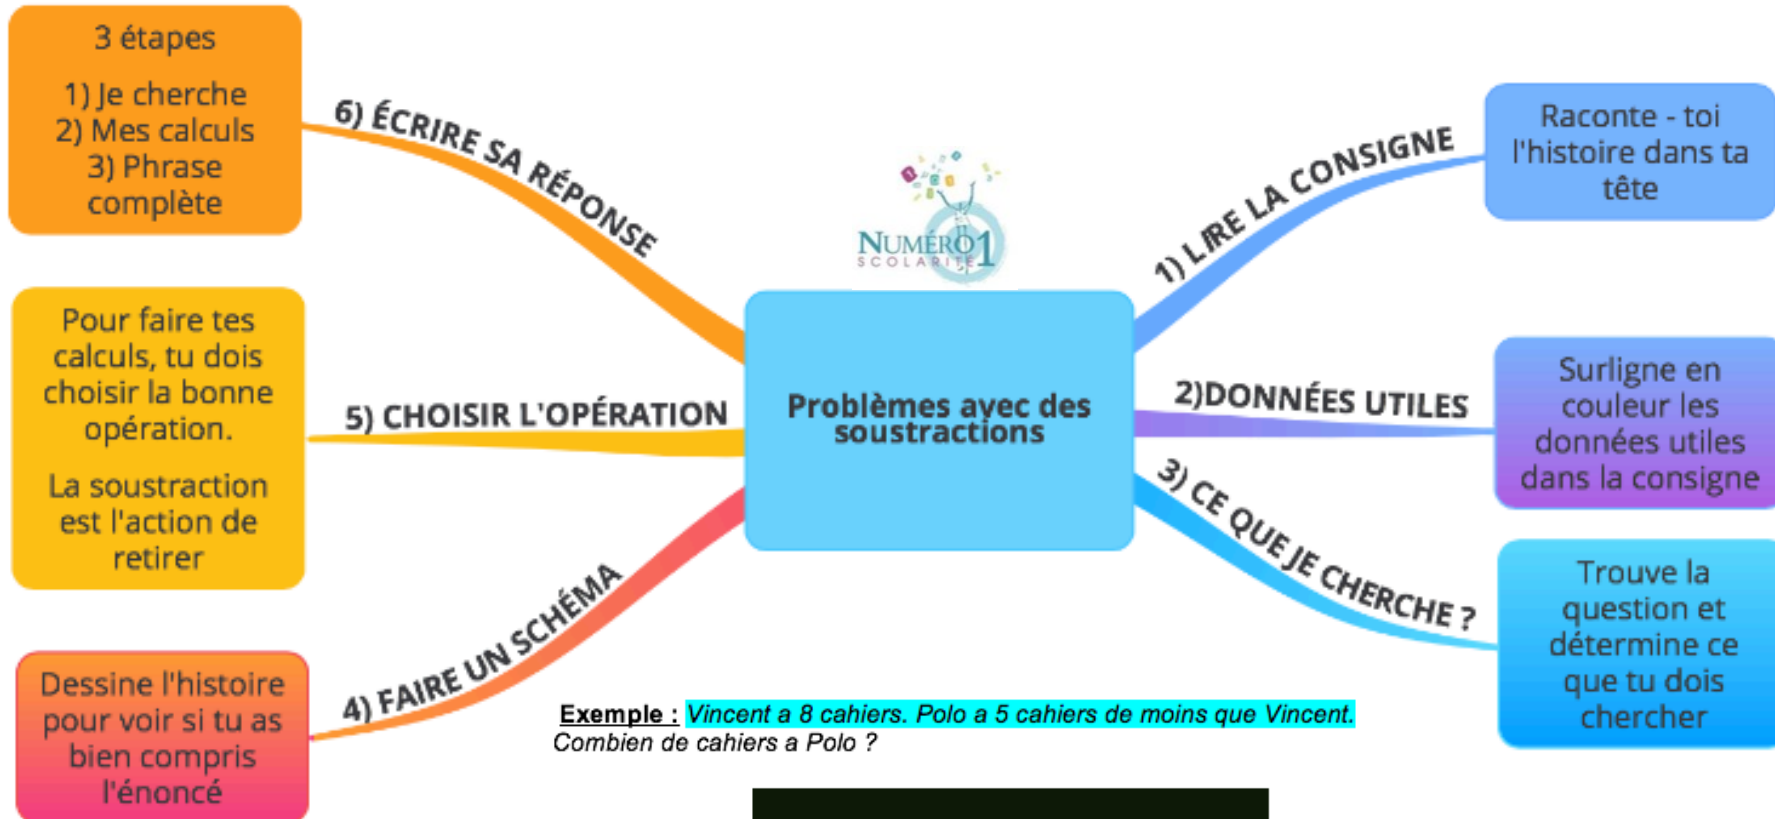 3 étapes
1) Je cherche
2) Mes calculs
3) Phrase
complète
6) ÉCRIRE SA RÉPONSE
NUMÉRO 1
SCOLARITÉ
1) LIRE LA CONSIGNE
Raconte - toi
l'histoire dans ta
tête
Pour faire tes
calculs, tu dois
choisir la bonne
opération.
La soustraction
est l'action de
retirer
5) CHOISIR L'OPÉRATION
Problèmes avec des
soustractions
2)DONNÉES UTILES
Surligne en
couleur les
données utiles
dans la consigne
3) CE QUE JE CHERCHE ?
Trouve la
question et
détermine ce
que tu dois
chercher
4) FAIRE UN SCHÉMA
Dessine l'histoire
pour voir si tu as
bien compris
l'énoncé
Exemple : Vincent a 8 cahiers. Polo a 5 cahiers de moins que Vincent.
Combien de cahiers a Polo ?